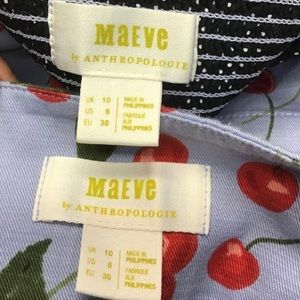 MaEve
by ANTHROPOLOGIE
UK 10
US 6
EU 38
MADE IN
PHILIPPINES
FABRIQUÉ
AUX
PHILIPPINES
MaEve
by ANTHROPOLOGIE
UK 10
US 6
EU 38
MADE IN
PHILIPPINES
FABRIQUÉ
AUX
PHILIPPINES